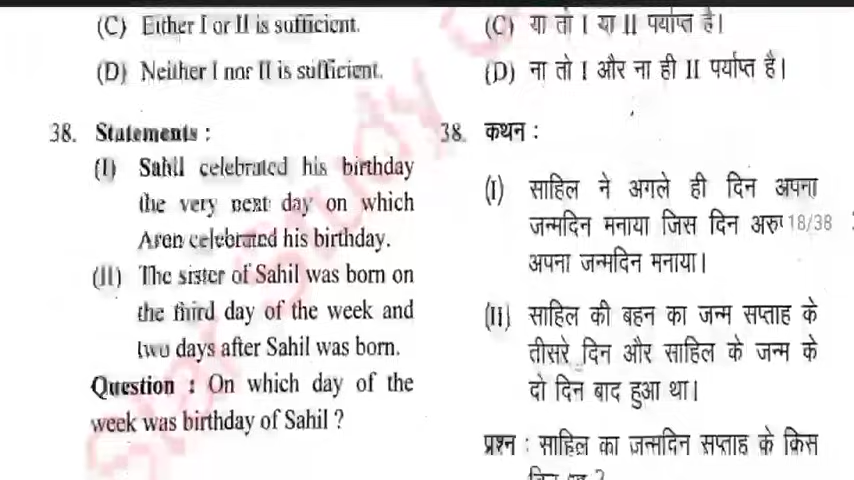 (C) Either I or II is sufficient.
(D) Neither I nor II is sufficient.
38. Statements :
(I) Sahil celebrated his birthday
the very next day on which
Aron celebrated his birthday.
(II) The sister of Sahil was born on
the third day of the week and
two days after Sahil was born.
Question : On which day of the
week was birthday of Sahil ?
(C) या तो I या II पर्याप्त है।
(D) ना तो I और ना ही II पर्याप्त है।
38. कथन :
(I) साहिल ने अगले ही दिन अपना
जन्मदिन मनाया जिस दिन
18/38
अपना जन्मदिन मनाया।
(II) साहिल की बहन का जन्म सप्ताह के
तीसरे दिन और साहिल के जन्म के
दो दिन बाद हुआ था।
प्रश्न : साहिल का जन्मदिन सप्ताह के किस